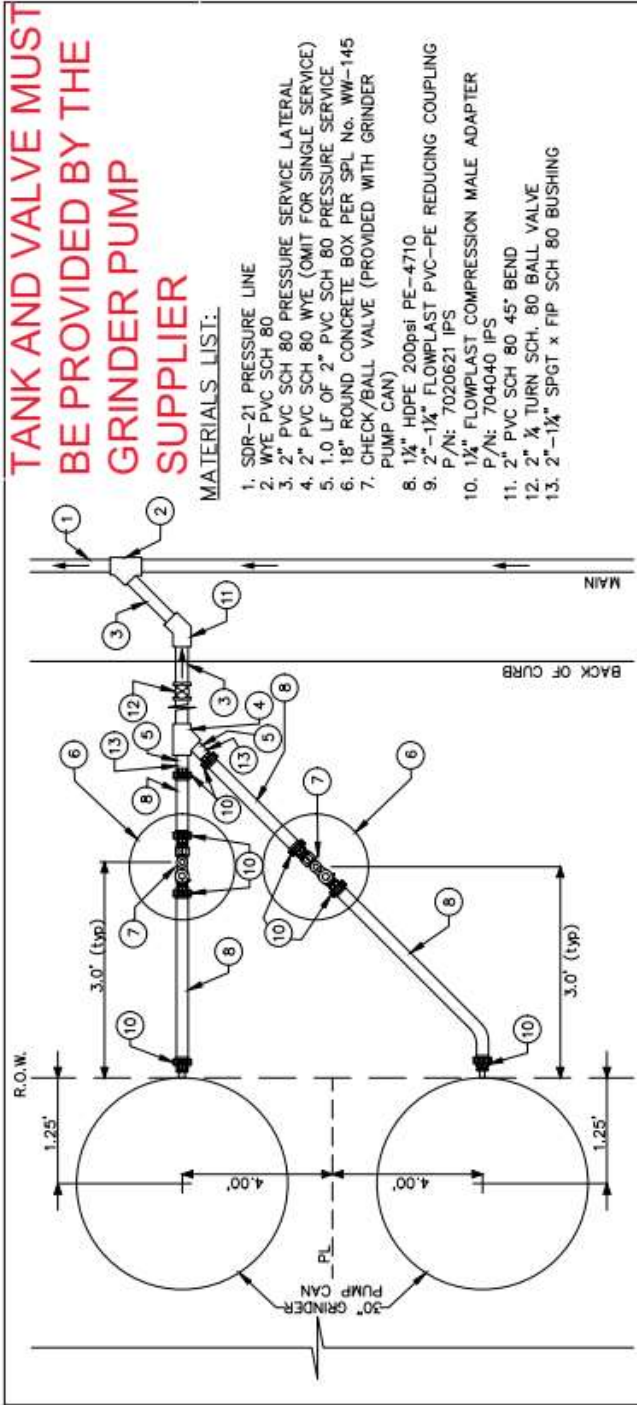 TANK AND VALVE MUST
BE PROVIDED BY THE
GRINDER PUMP
SUPPLIER
MATERIALS LIST:
1. SDR-21 PRESSURE LINE
2. WYE PVC SCH 80
3. 2" PVC SCH 80 PRESSURE SERVICE LATERAL
4. 2" PVC SCH 80 WYE (OMIT FOR SINGLE SERVICE)
5. 1.0 LF OF 2" PVC SCH 80 PRESSURE SERVICE
6. 18" ROUND CONCRETE BOX PER SPL No. WW-145
7. CHECK/BALL VALVE (PROVIDED WITH GRINDER
PUMP CAN)
8. 1¼" HDPE 200psi PE-4710
9. 2"-1¼" FLOWPLAST PVC-PE REDUCING COUPLING
P/N: 7020621 IPS
10. 1¼" FLOWPLAST COMPRESSION MALE ADAPTER
P/N: 704040 IPS
11. 2" PVC SCH 80 45° BEND
12. 2" ¼ TURN SCH. 80 BALL VALVE
13. 2"-1¼" SPGT x FIP SCH 80 BUSHING
R.O.W.
1.25'
3.0' (typ)
4.00'
PL
4.00'
30" GRINDER
PUMP CAN
1.25'
3.0' (typ)
BACK OF CURB
MAIN
10
7
8
6
10
8
13
5
12
3
11
3
1
2
4
5
13
3
8
10
6
7
10
8
10